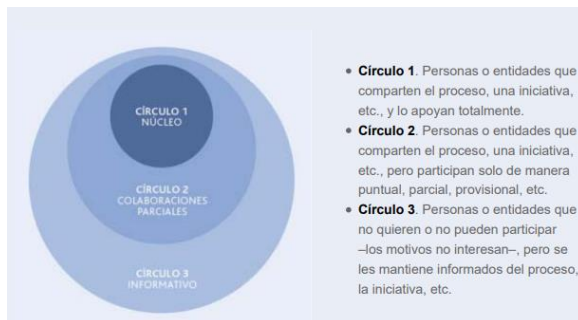 CÍRCULO 1
NÚCLEO
CÍRCULO 2
COLABORACIONES
PARCIALES
CÍRCULO 3
INFORMATIVO
• Círculo 1. Personas o entidades que
comparten el proceso, una iniciativa,
etc., y lo apoyan totalmente.
• Círculo 2. Personas o entidades que
comparten el proceso, una iniciativa,
etc., pero participan solo de manera
puntual, parcial, provisional, etc.
• Círculo 3. Personas o entidades que
no quieren o no pueden participar
–los motivos no interesan–, pero se
les mantiene informados del proceso,
la iniciativa, etc.